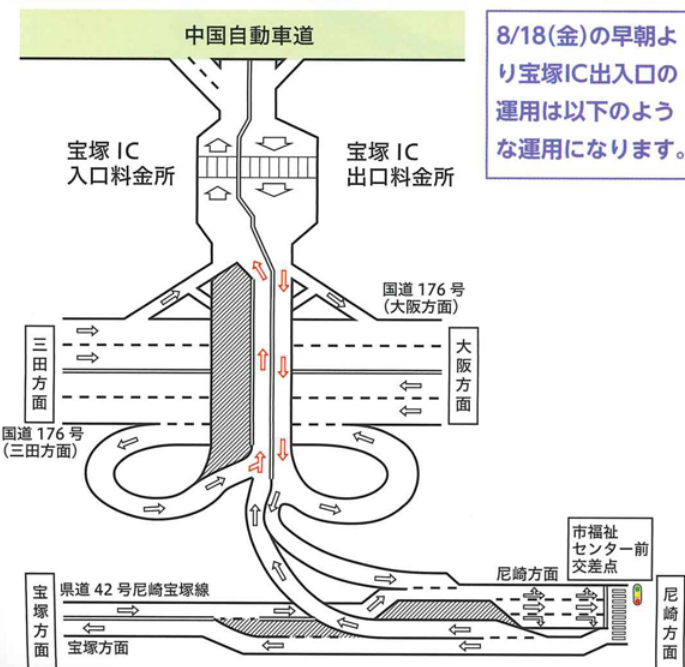 中国自動車道
8/18(金)の早朝よ
り宝塚IC出入口の
運用は以下のよう
な運用になります。
宝塚 IC
入口料金所
宝塚 IC
出口料金所
国道 176 号
(大阪方面)
三田方面
大阪方面
国道 176 号
(三田方面)
市福祉
センター前
交差点
尼崎方面
宝塚方面
県道 42 号尼崎宝塚線
宝塚方面
尼崎方面